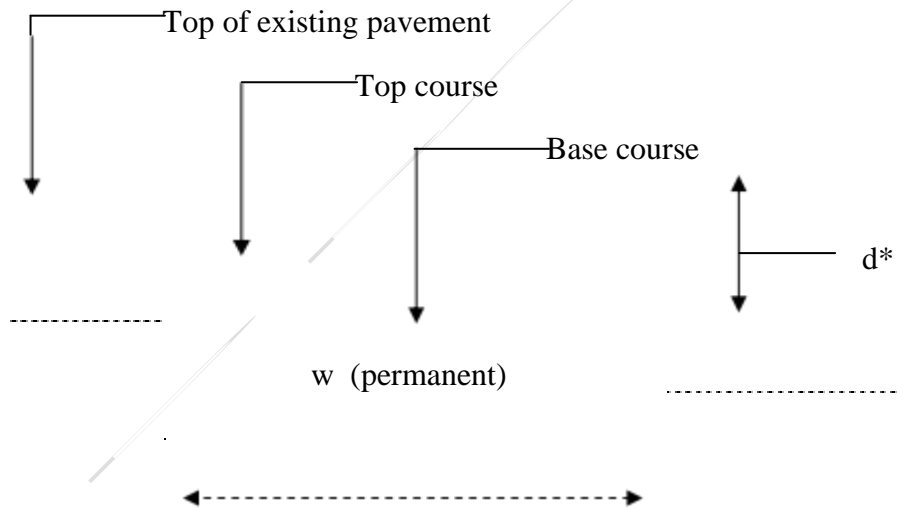 Top of existing pavement
Top course
Base course
d*
w (permanent)